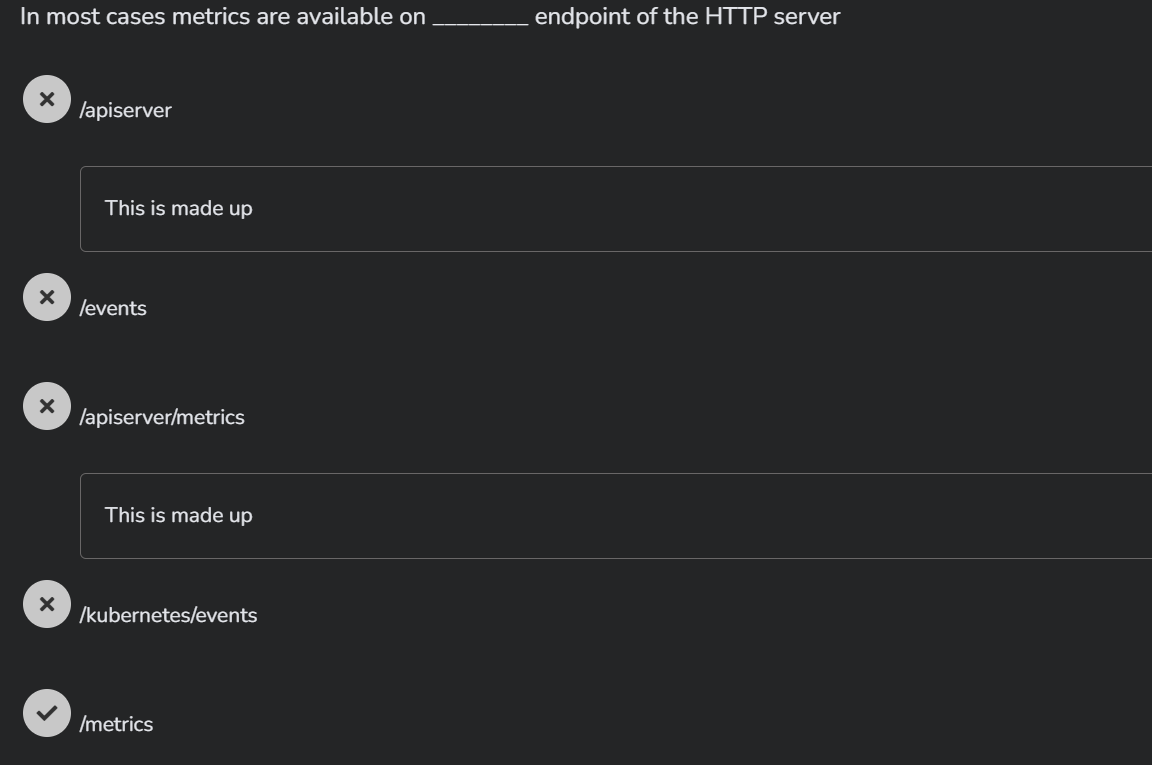 In most cases metrics are available on ________ endpoint of the HTTP server
/apiserver
This is made up
/events
/apiserver/metrics
This is made up
/kubernetes/events
/metrics